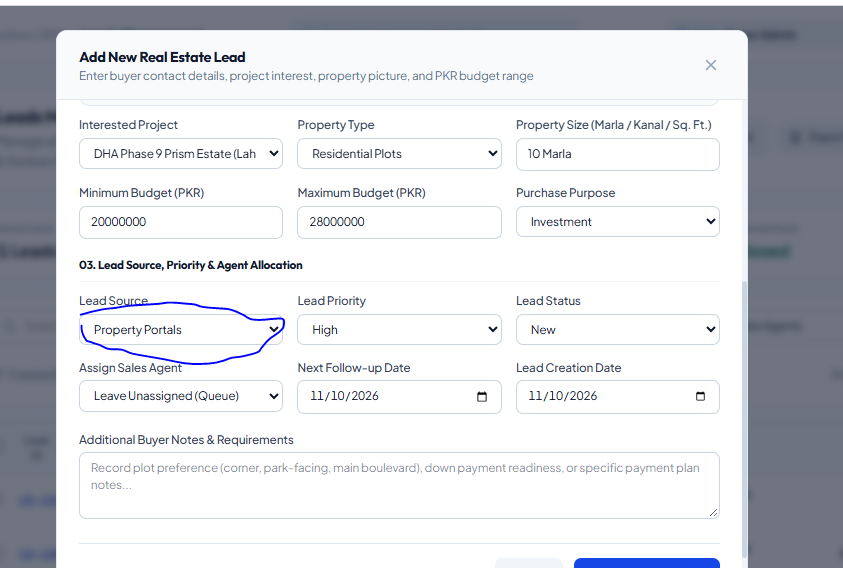 Add New Real Estate Lead
Enter buyer contact details, project interest, property picture, and PKR budget range
Interested Project Property Type Property Size (Marla / Kanal / Sq. Ft.)
DHA Phase 9 Prism Estate (Lah Residential Plots 10 Marla
Minimum Budget (PKR) Maximum Budget (PKR) Purchase Purpose
20000000 28000000 Investment
03. Lead Source, Priority & Agent Allocation
Lead Source Lead Priority Lead Status
Property Portals High New
Assign Sales Agent Next Follow-up Date Lead Creation Date
Leave Unassigned (Queue) 11/10/2026 11/10/2026
Additional Buyer Notes & Requirements
Record plot preference (corner, park-facing, main boulevard), down payment readiness, or specific payment plan
notes...